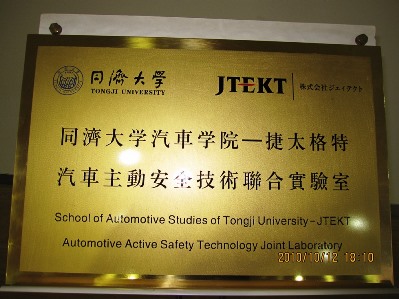 同濟大學
TONGJI UNIVERSITY
JTEKT
株式会社ジェイテクト
同濟大学汽車学院—捷太格特
汽車主動安全技術聯合實驗室
School of Automotive Studies of Tongji University-JTEKT
Automotive Active Safety Technology Joint Laboratory
2010/10/12 18:10